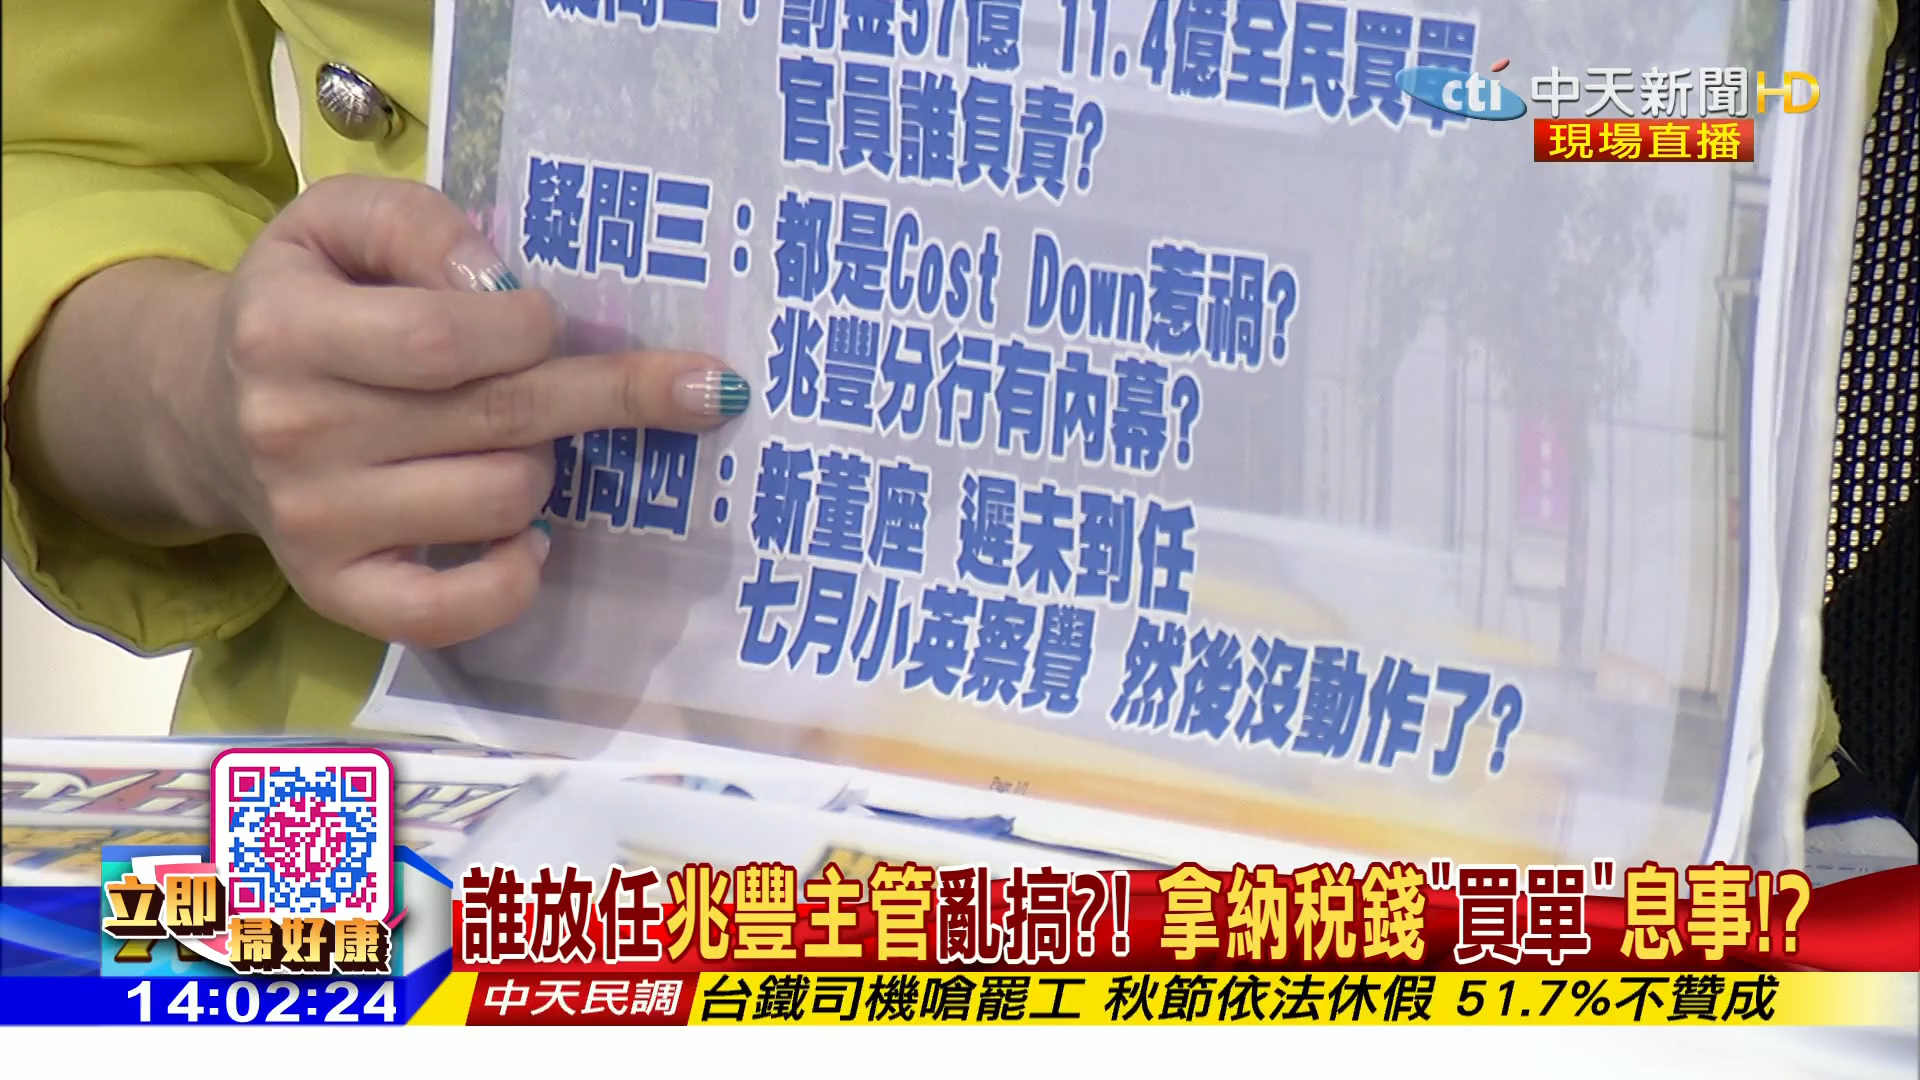 疑問二：罰金57億 11.4億全民買單
官員誰負責?
疑問三：都是Cost Down惹禍?
兆豐分行有內幕?
疑問四：新董座 遲未到任
七月小英察覺 然後沒動作了?
cti 中天新聞HD
現場直播
立即
掃好康
誰放任兆豐主管亂搞?! 拿納稅錢"買單"息事!?
14:02:24
中天民調 台鐵司機嗆罷工 秋節依法休假 51.7%不贊成